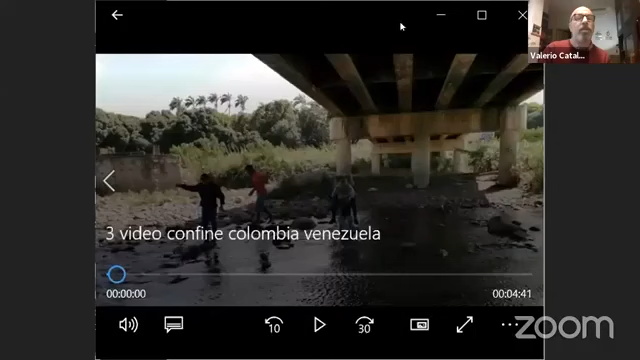 Valerio Catal...
3 video confine colombia venezuela
00:00:00
00:04:41
10
30
zoom